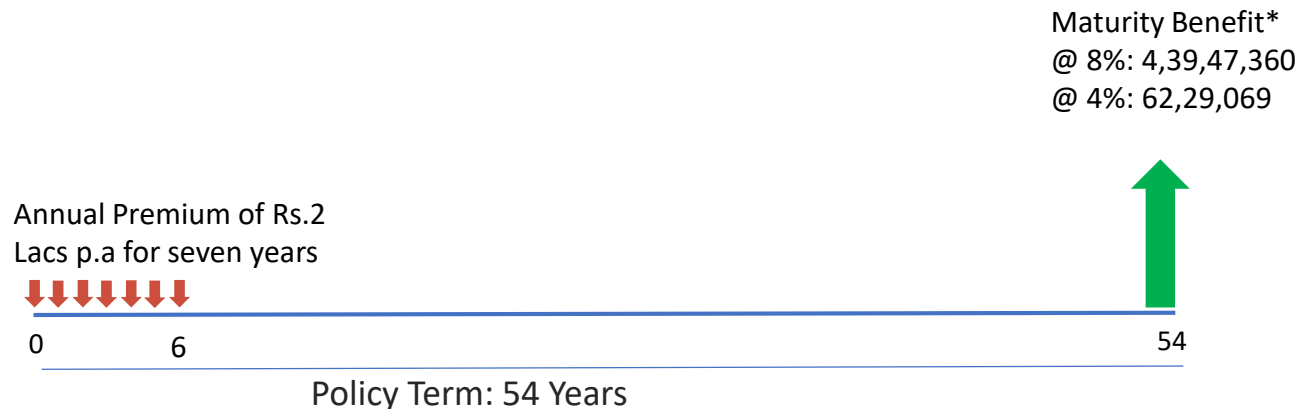 Maturity Benefit*
@ 8%: 4,39,47,360
@ 4%: 62,29,069
Annual Premium of Rs.2
Lacs p.a for seven years
0
6
54
Policy Term: 54 Years